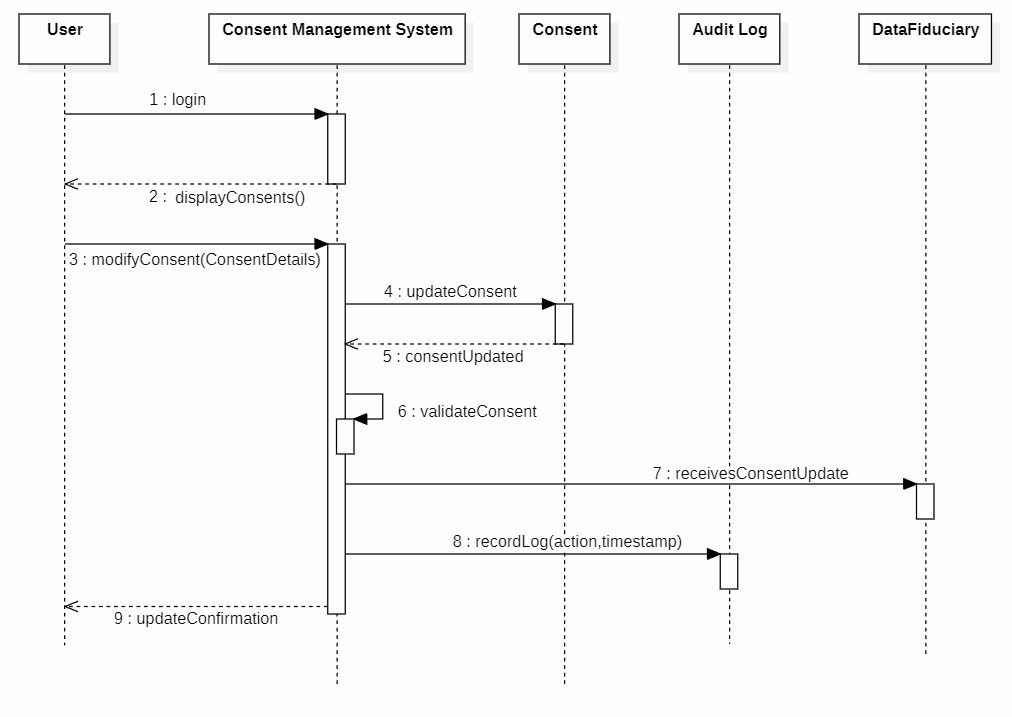 User
Consent Management System
Consent
Audit Log
DataFiduciary
1 : login
2 : displayConsents()
3 : modifyConsent(ConsentDetails)
4 : updateConsent
5 : consentUpdated
6 : validateConsent
7 : receivesConsentUpdate
8 : recordLog(action,timestamp)
9 : updateConfirmation